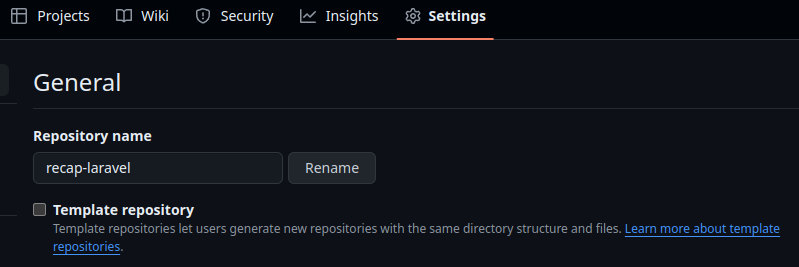 Projects Wiki Security Insights Settings
General
Repository name
recap-laravel Rename
Template repository
Template repositories let users generate new repositories with the same directory structure and files. Learn more about template
repositories.